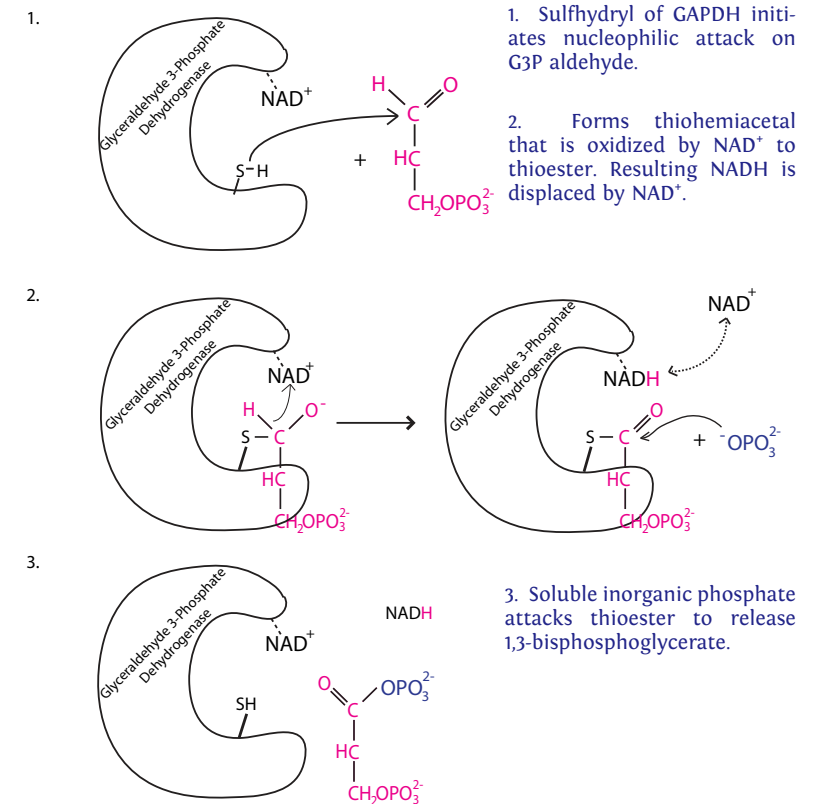 1.
Glyceraldehyde 3-Phosphate
Dehydrogenase
NAD⁺
S-H
+
H
O
C
HC
CH₂OPO₃²⁻
1. Sulfhydryl of GAPDH initi-
ates nucleophilic attack on
G3P aldehyde.
2. Forms thiohemiacetal
that is oxidized by NAD⁺ to
thioester. Resulting NADH is
displaced by NAD⁺.
2.
Glyceraldehyde 3-Phosphate
Dehydrogenase
NAD⁺
H
O⁻
S-C
HC
CH₂OPO₃²⁻
Glyceraldehyde 3-Phosphate
Dehydrogenase
NAD⁺
NADH
O
S-C
+ ⁻OPO₃²⁻
HC
CH₂OPO₃²⁻
3.
Glyceraldehyde 3-Phosphate
Dehydrogenase
NAD⁺
SH
NADH
O
OPO₃²⁻
C
HC
CH₂OPO₃²⁻
3. Soluble inorganic phosphate
attacks thioester to release
1,3-bisphosphoglycerate.